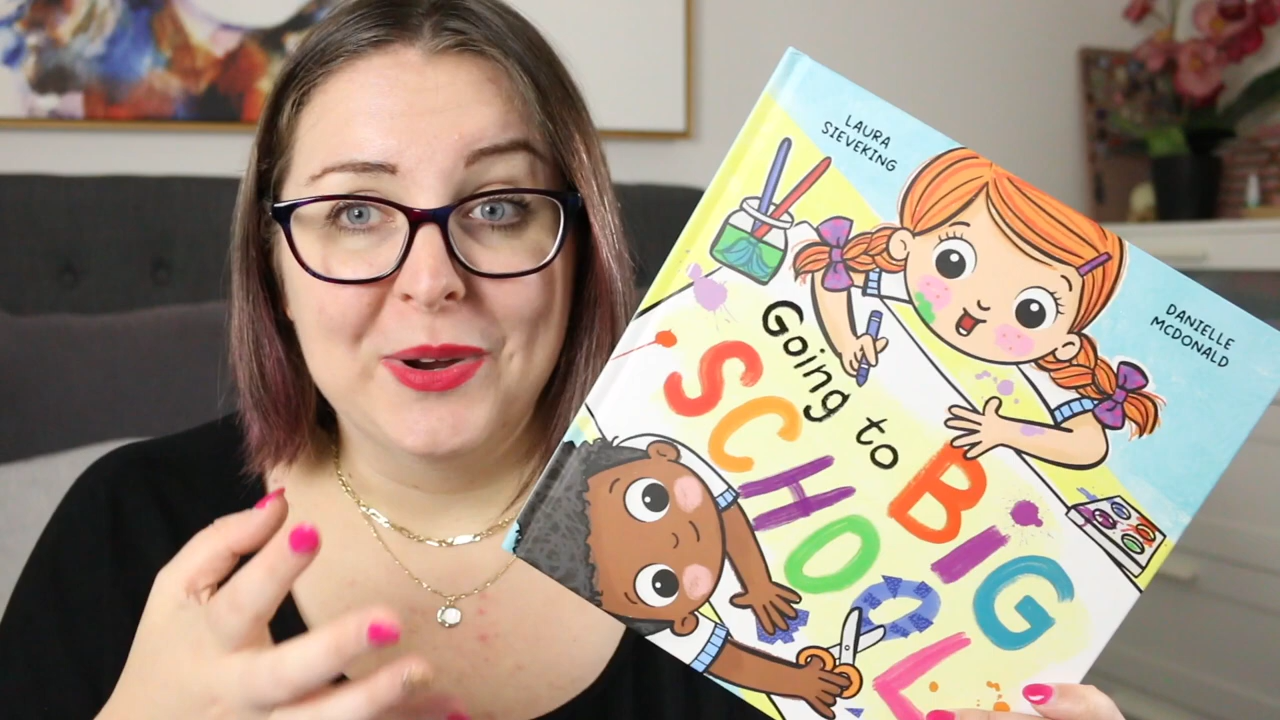 LAURA
SIEVEKING
DANIELLE
MCDONALD
Going to
BIG
SCHOOL